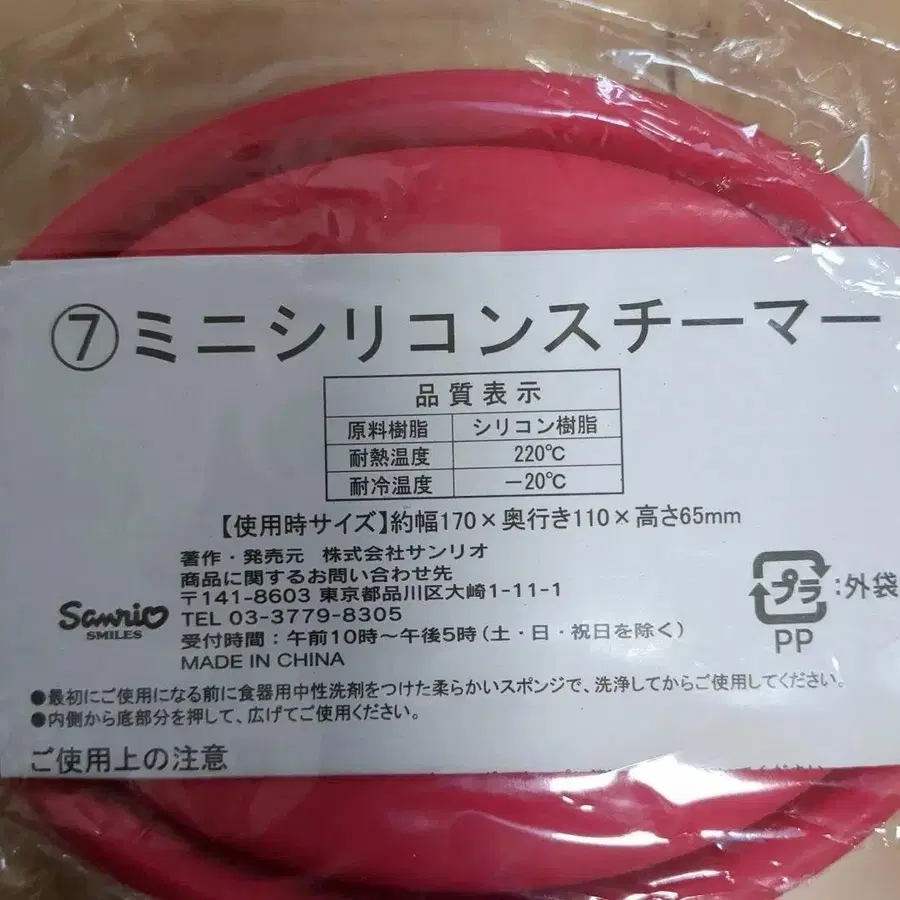 ⑦ミニシリコンスチーマー
品質表示
原料樹脂 シリコン樹脂
耐熱温度 220℃
耐冷温度 －20℃
【使用時サイズ】約幅170×奥行き110×高さ65mm
著作・発売元 株式会社サンリオ
商品に関するお問い合わせ先
〒141-8603 東京都品川区大崎1-11-1
TEL 03-3779-8305
受付時間：午前10時～午後5時(土・日・祝日を除く)
MADE IN CHINA
Sanrio
SMILES
プラ：外袋
PP
●最初にご使用になる前に食器用中性洗剤をつけた柔らかいスポンジで、洗浄してからご使用してください。
●内側から底部分を押して、広げてご使用ください。
ご使用上の注意